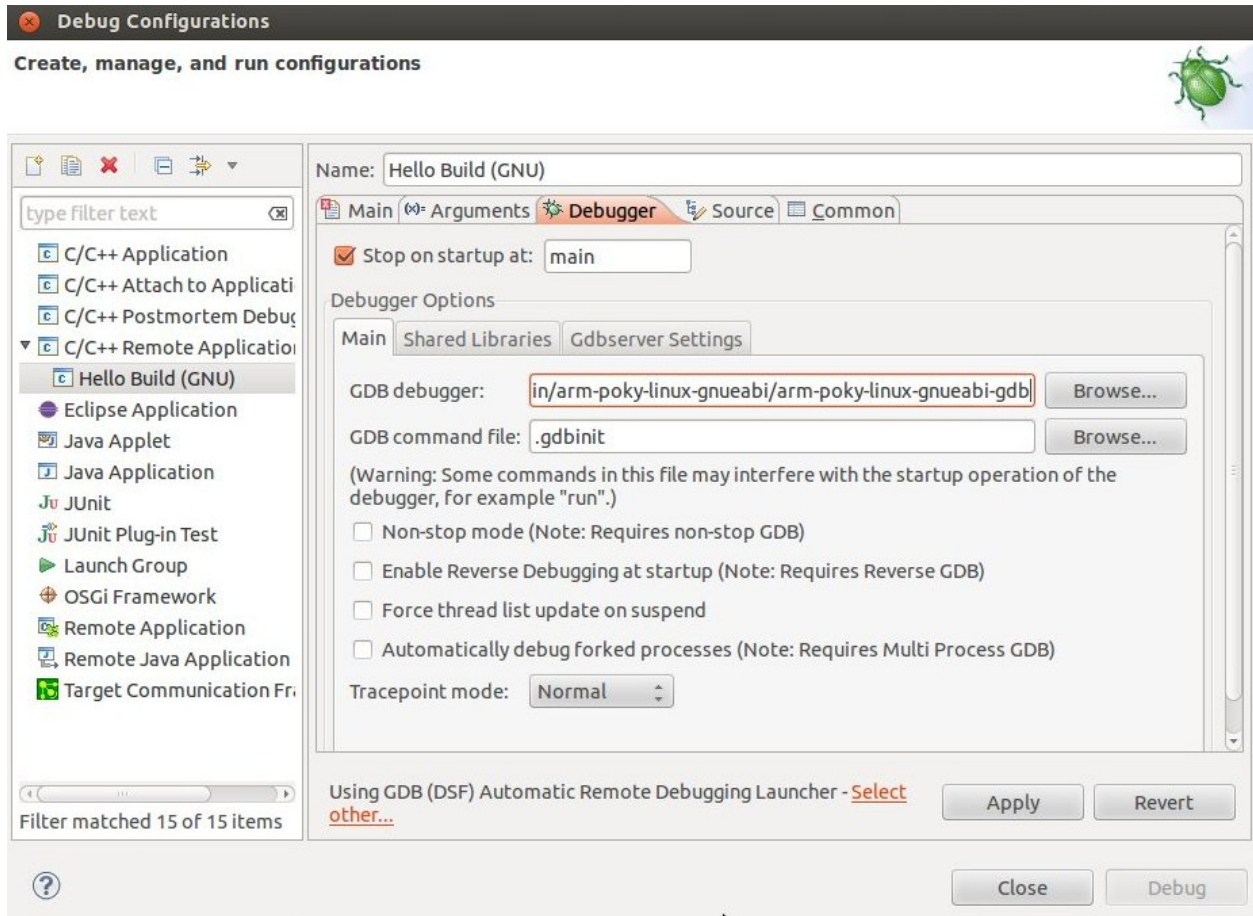 Debug Configurations
Create, manage, and run configurations
type filter text
C/C++ Application
C/C++ Attach to Applicati
C/C++ Postmortem Debug
C/C++ Remote Application
Hello Build (GNU)
Eclipse Application
Java Applet
Java Application
JUnit
JUnit Plug-in Test
Launch Group
OSGi Framework
Remote Application
Remote Java Application
Target Communication Fra
Filter matched 15 of 15 items
Name: Hello Build (GNU)
Main Arguments Debugger Source Common
Stop on startup at: main
Debugger Options
Main Shared Libraries Gdbserver Settings
GDB debugger: in/arm-poky-linux-gnueabi/arm-poky-linux-gnueabi-gdb Browse...
GDB command file: .gdbinit Browse...
(Warning: Some commands in this file may interfere with the startup operation of the
debugger, for example "run".)
Non-stop mode (Note: Requires non-stop GDB)
Enable Reverse Debugging at startup (Note: Requires Reverse GDB)
Force thread list update on suspend
Automatically debug forked processes (Note: Requires Multi Process GDB)
Tracepoint mode: Normal
Using GDB (DSF) Automatic Remote Debugging Launcher - Select
other...
Apply Revert
Close Debug